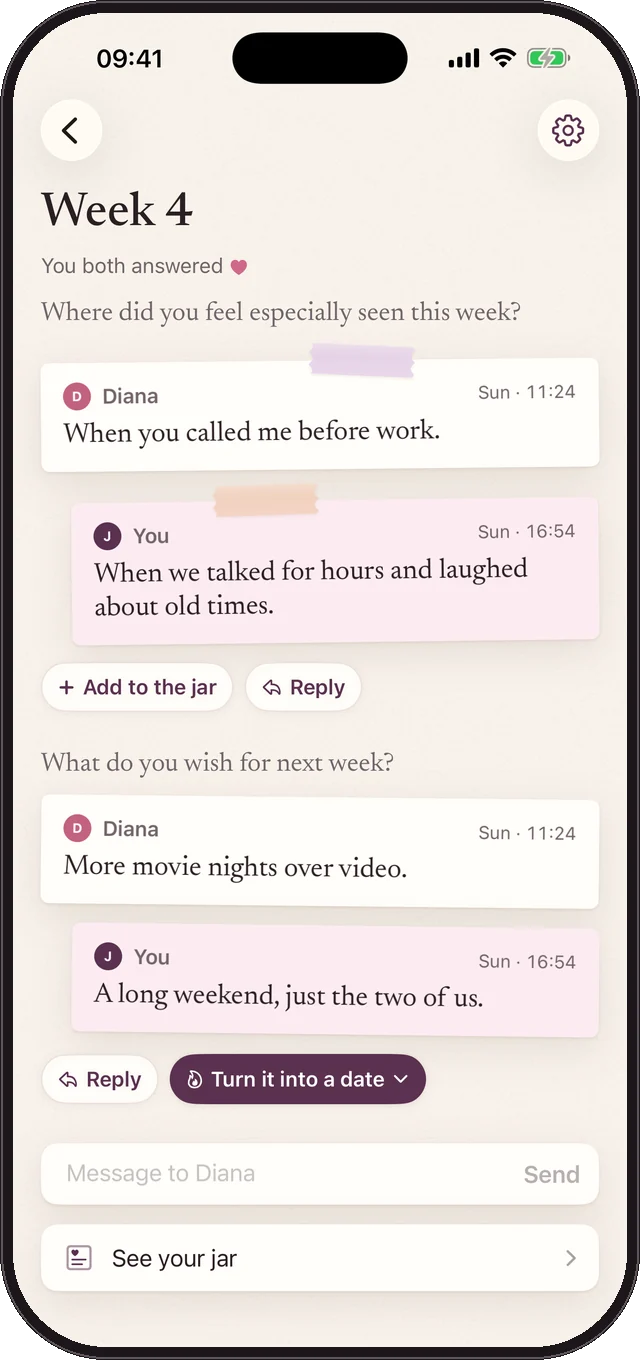 09:41
Week 4
You both answered
Where did you feel especially seen this week?
D Diana Sun · 11:24
When you called me before work.
J You Sun · 16:54
When we talked for hours and laughed
about old times.
+ Add to the jar Reply
What do you wish for next week?
D Diana Sun · 11:24
More movie nights over video.
J You Sun · 16:54
A long weekend, just the two of us.
Reply Turn it into a date
Message to Diana Send
See your jar